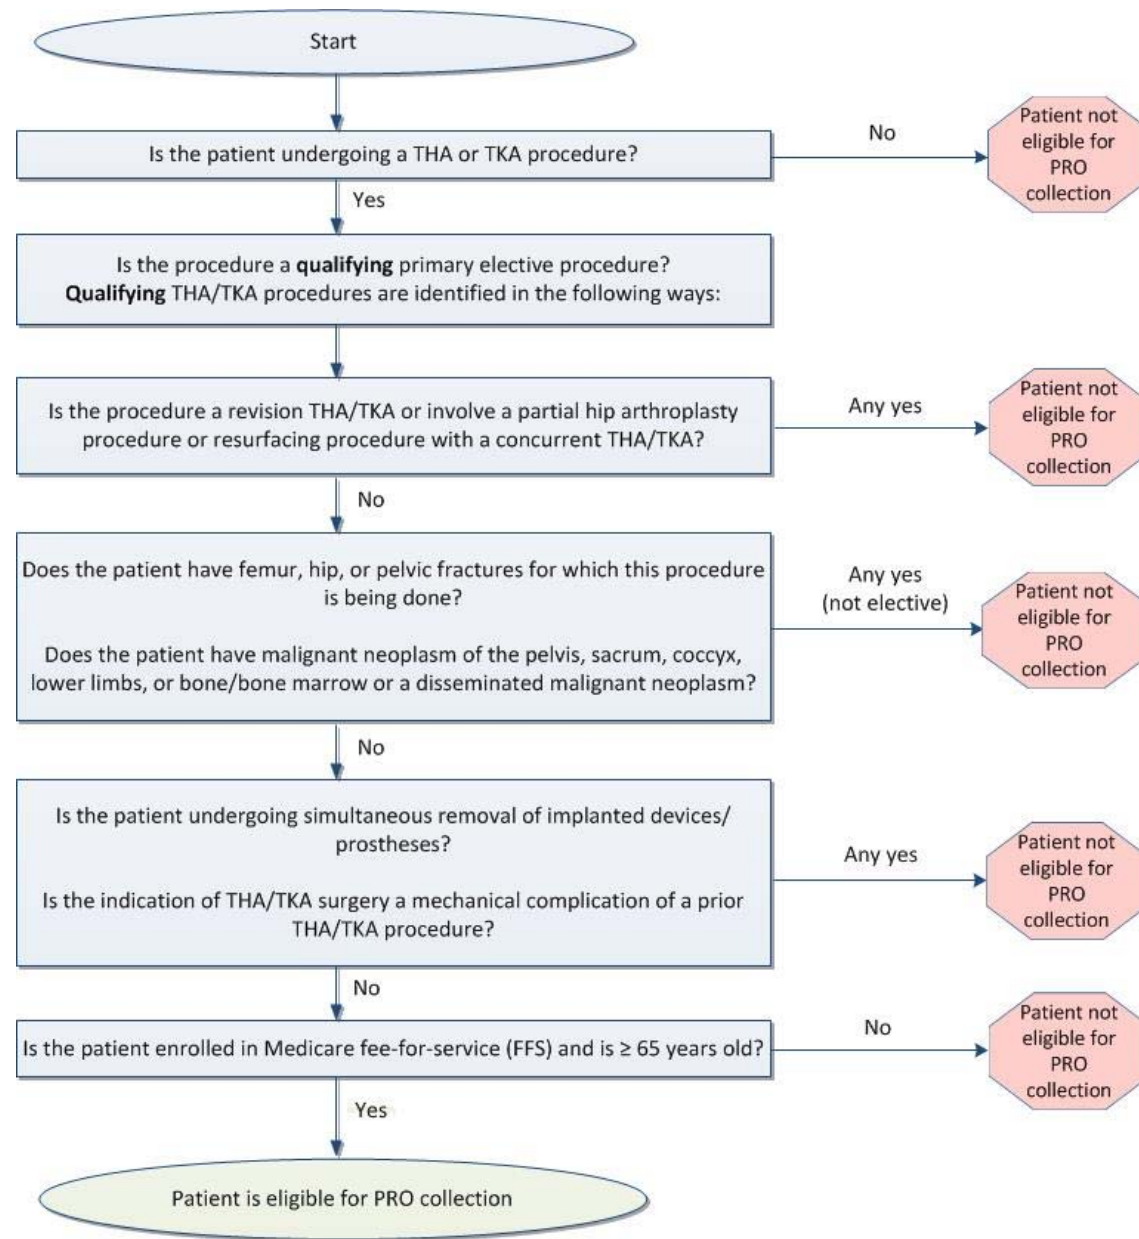 Start
Is the patient undergoing a THA or TKA procedure?
No
Patient not
eligible for
PRO
collection
Yes
Is the procedure a qualifying primary elective procedure?
Qualifying THA/TKA procedures are identified in the following ways:
Is the procedure a revision THA/TKA or involve a partial hip arthroplasty
procedure or resurfacing procedure with a concurrent THA/TKA?
Any yes
Patient not
eligible for
PRO
collection
No
Does the patient have femur, hip, or pelvic fractures for which this procedure
is being done?
Does the patient have malignant neoplasm of the pelvis, sacrum, coccyx,
lower limbs, or bone/bone marrow or a disseminated malignant neoplasm?
Any yes
(not elective)
Patient not
eligible for
PRO
collection
No
Is the patient undergoing simultaneous removal of implanted devices/
prostheses?
Is the indication of THA/TKA surgery a mechanical complication of a prior
THA/TKA procedure?
Any yes
Patient not
eligible for
PRO
collection
No
Is the patient enrolled in Medicare fee-for-service (FFS) and is ≥ 65 years old?
No
Patient not
eligible for
PRO
collection
Yes
Patient is eligible for PRO collection